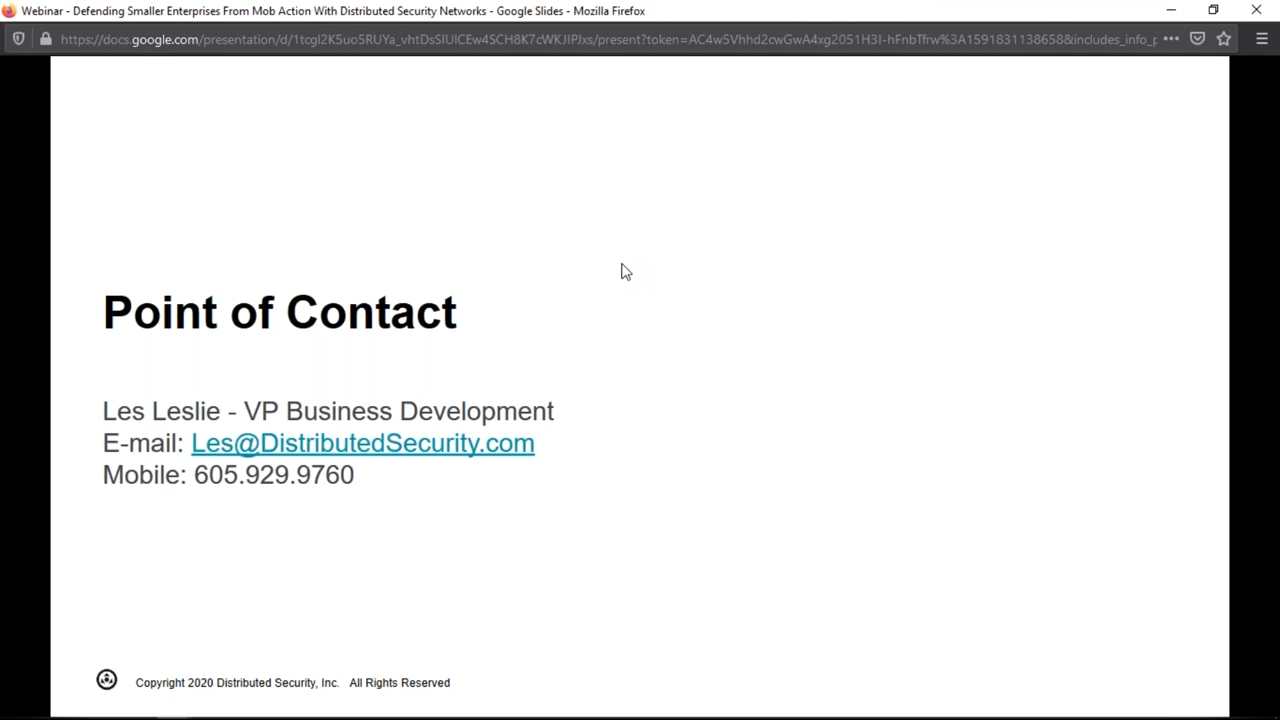 Webinar - Defending Smaller Enterprises From Mob Action With Distributed Security Networks - Google Slides - Mozilla Firefox
Point of Contact
Les Leslie - VP Business Development
E-mail: Les@DistributedSecurity.com
Mobile: 605.929.9760
Copyright 2020 Distributed Security, Inc. All Rights Reserved